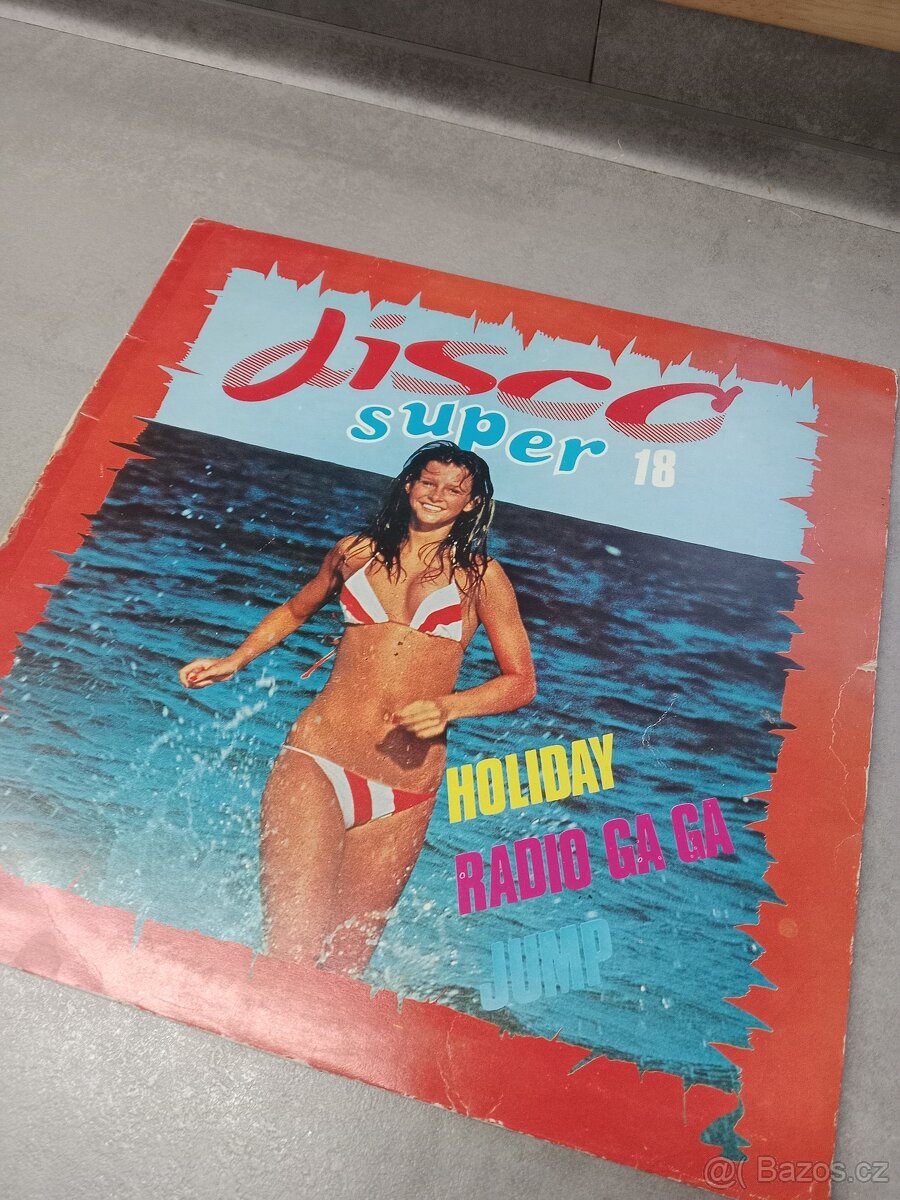 disco
super
18
HOLIDAY
RADIO GA GA
JUMP
@( Bazos.cz